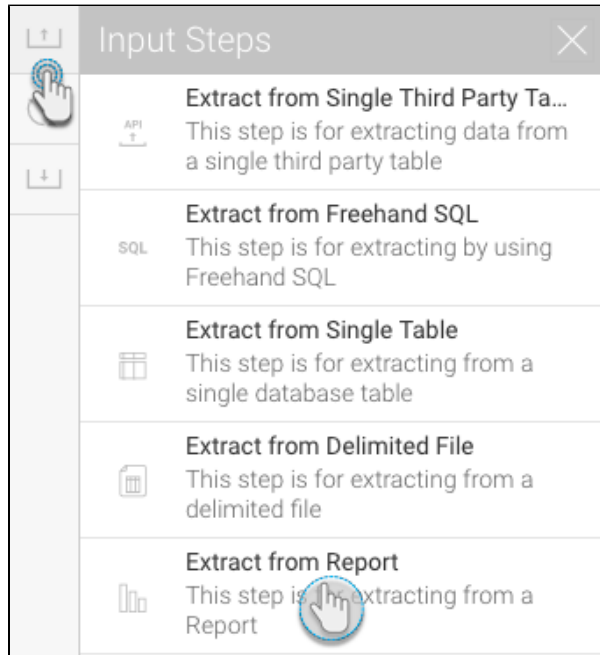 Input Steps
Extract from Single Third Party Ta...
API
This step is for extracting data from
a single third party table
Extract from Freehand SQL
SQL
This step is for extracting by using
Freehand SQL
Extract from Single Table
This step is for extracting from a
single database table
Extract from Delimited File
This step is for extracting from a
delimited file
Extract from Report
This step is extracting from a
Report